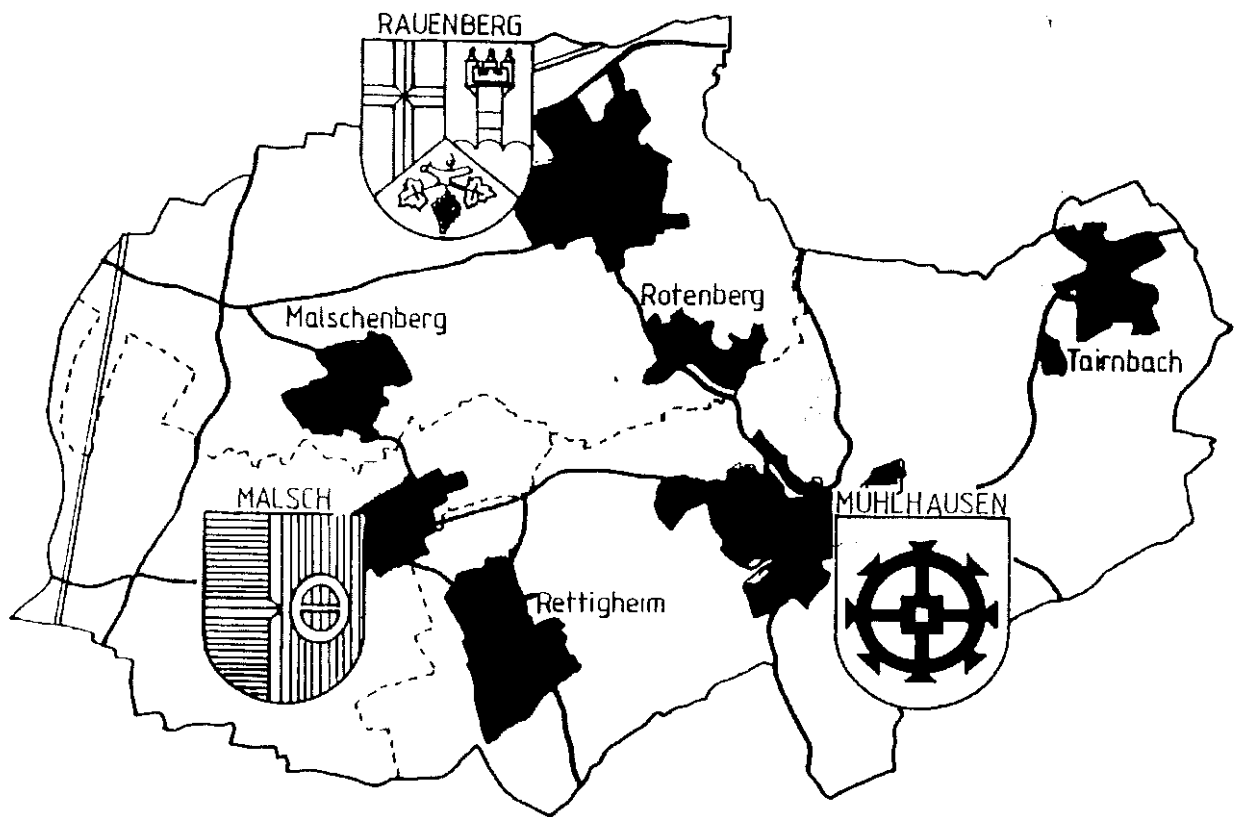 RAUENBERG
Rotenberg
Malschenberg
Tairnbach
MALSCH
MÜHLHAUSEN
Rettigheim